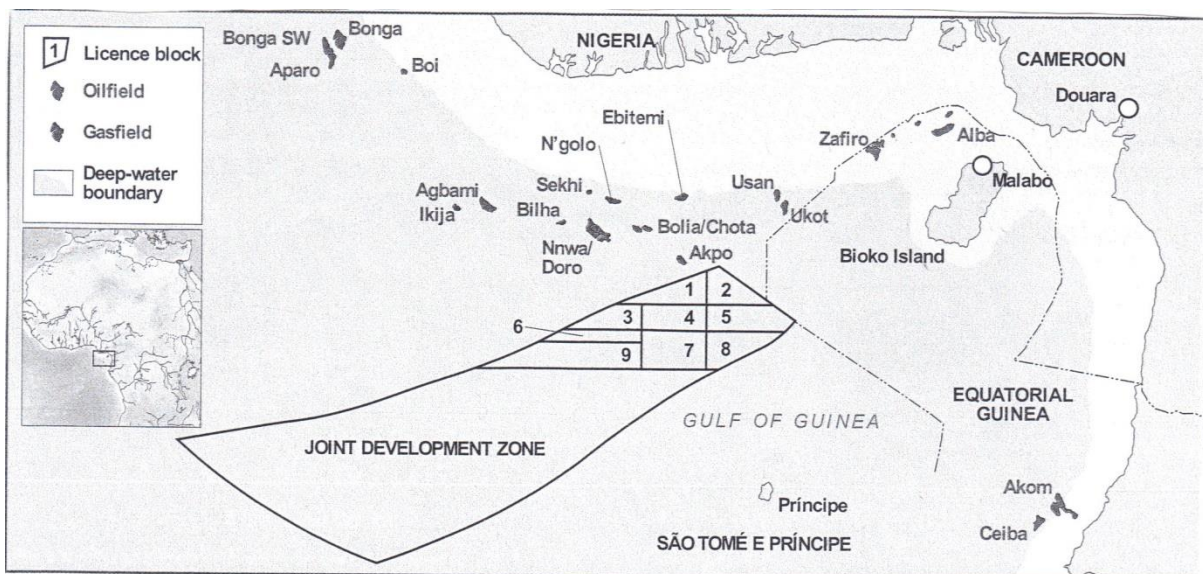 1 Licence block
Oilfield
Gasfield
Deep-water
boundary
Bonga SW
Bonga
Aparo
Boi
NIGERIA
CAMEROON
Douara
Ebitemi
N'golo
Zafiro
Alba
Malabo
Sekhi
Agbami
Ikija
Bilha
Usan
Ukot
Nnwa/
Doro
Bolia/Chota
Akpo
Bioko Island
1
2
3
4
5
6
9
7
8
JOINT DEVELOPMENT ZONE
GULF OF GUINEA
EQUATORIAL
GUINEA
Príncipe
SÃO TOMÉ E PRÍNCIPE
Akom
Ceiba